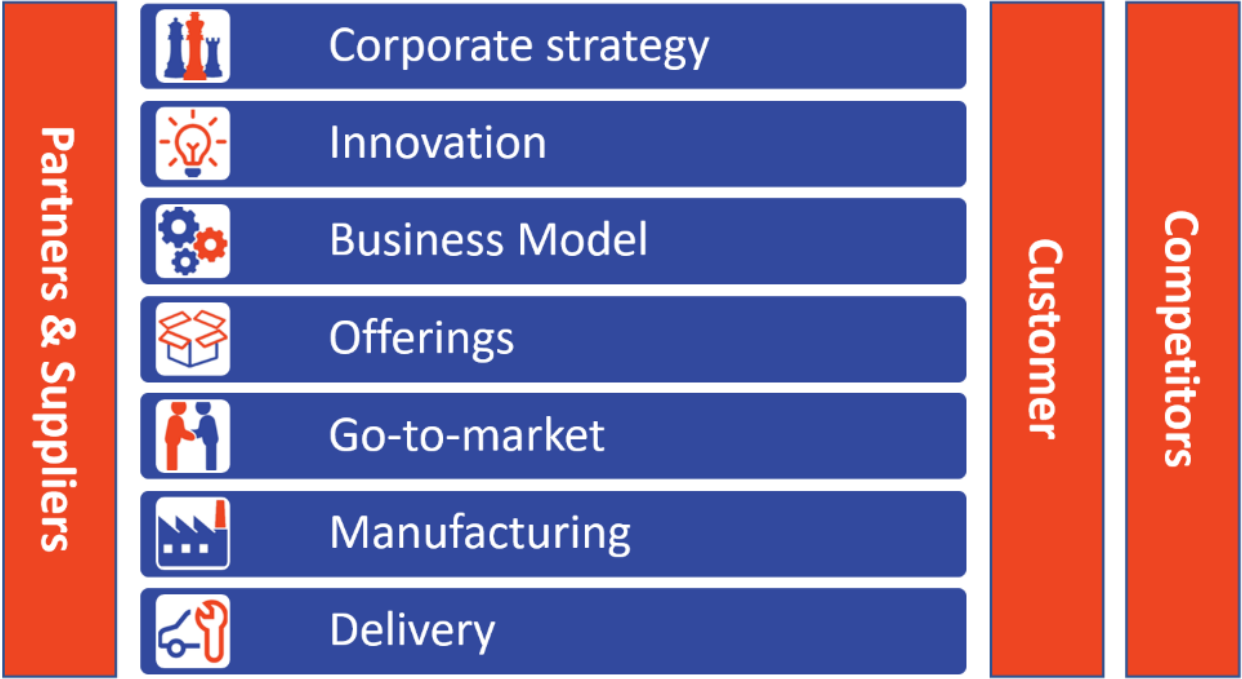 Partners & Suppliers
Corporate strategy
Innovation
Business Model
Offerings
Go-to-market
Manufacturing
Delivery
Customer
Competitors